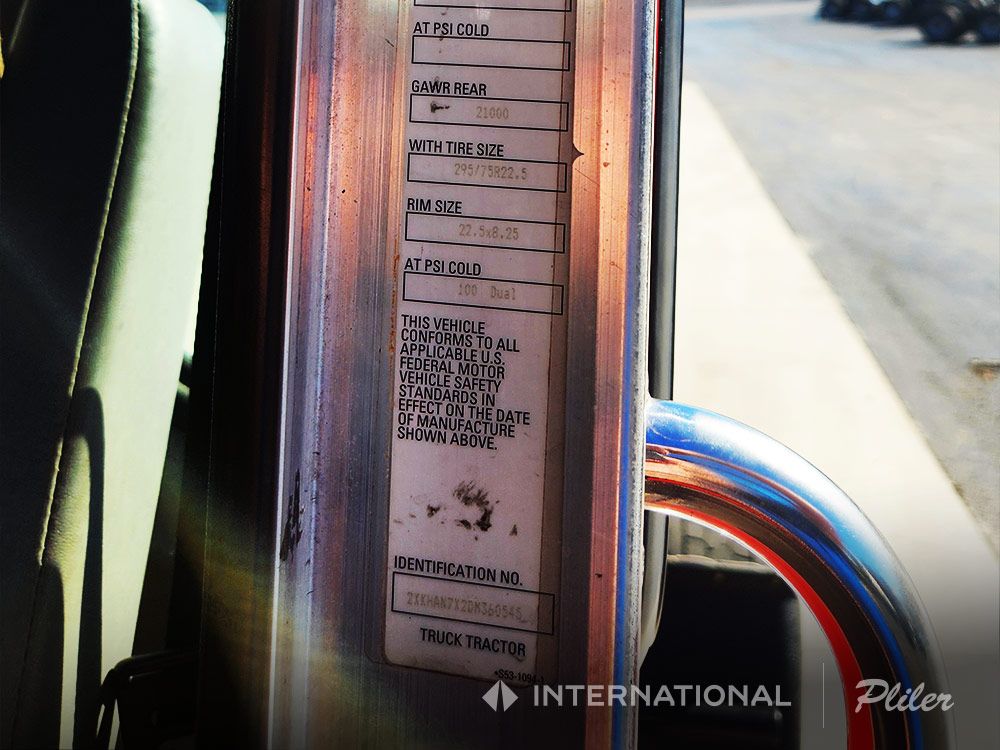 AT PSI COLD
GAWR REAR
21000
WITH TIRE SIZE
295/75R22.5
RIM SIZE
22.5x8.25
AT PSI COLD
100 Dual
THIS VEHICLE
CONFORMS TO ALL
APPLICABLE U.S.
FEDERAL MOTOR
VEHICLE SAFETY
STANDARDS IN
EFFECT ON THE DATE
OF MANUFACTURE
SHOWN ABOVE.
IDENTIFICATION NO.
2XKHAN7X2DM360545
TRUCK TRACTOR
INTERNATIONAL
Pliler